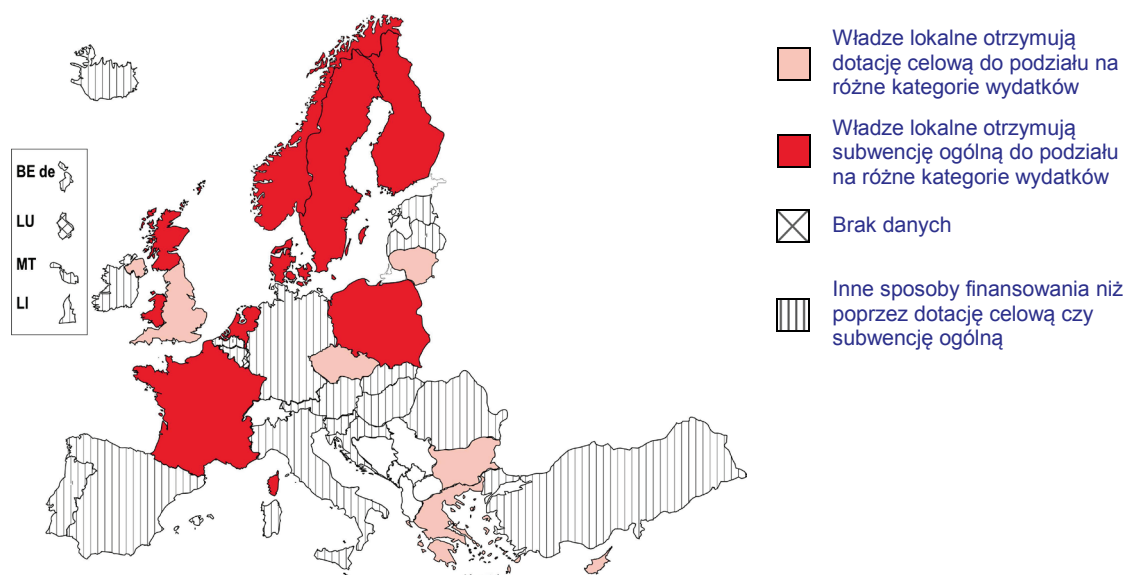 BE de
LU
MT
LI
Władze lokalne otrzymują
dotację celową do podziału na
różne kategorie wydatków
Władze lokalne otrzymują
subwencję ogólną do podziału
na różne kategorie wydatków
Brak danych
Inne sposoby finansowania niż
poprzez dotację celową czy
subwencję ogólną